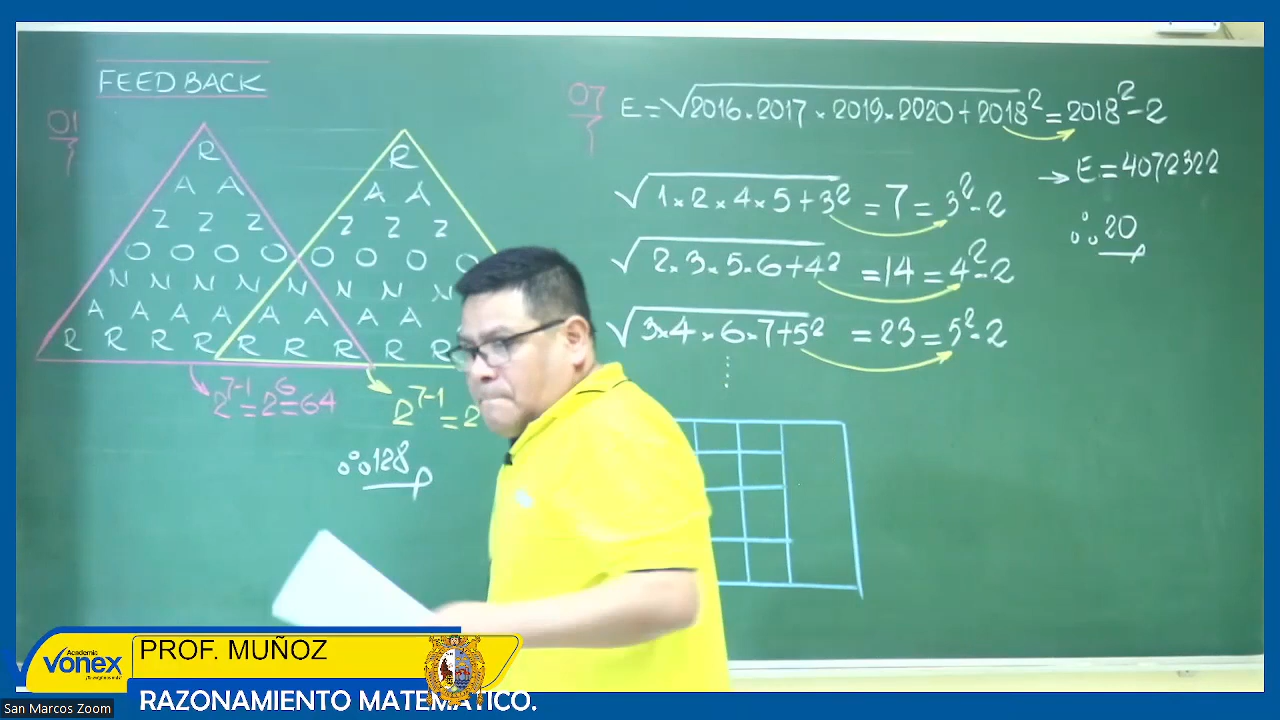 FEEDBACK
01
R
A A
Z Z Z
O O O O
N N N N N
A A A A A A
R R R R R R R
R
A A
Z Z Z
O O O O
N N N
A A A A
R R R R R
2^{7-1}=2^6=64
2^{7-1}=2
∴128
07
E=√2016×2017×2019×2020+2018²=2018²-2
→E=4072322
∴20
√1×2×4×5+3²=7=3²-2
√2×3×5×6+4²=14=4²-2
√3×4×6×7+5²=23=5²-2
Academia
vonex
PROF. MUÑOZ
RAZONAMIENTO MATEMÁTICO.
San Marcos Zoom